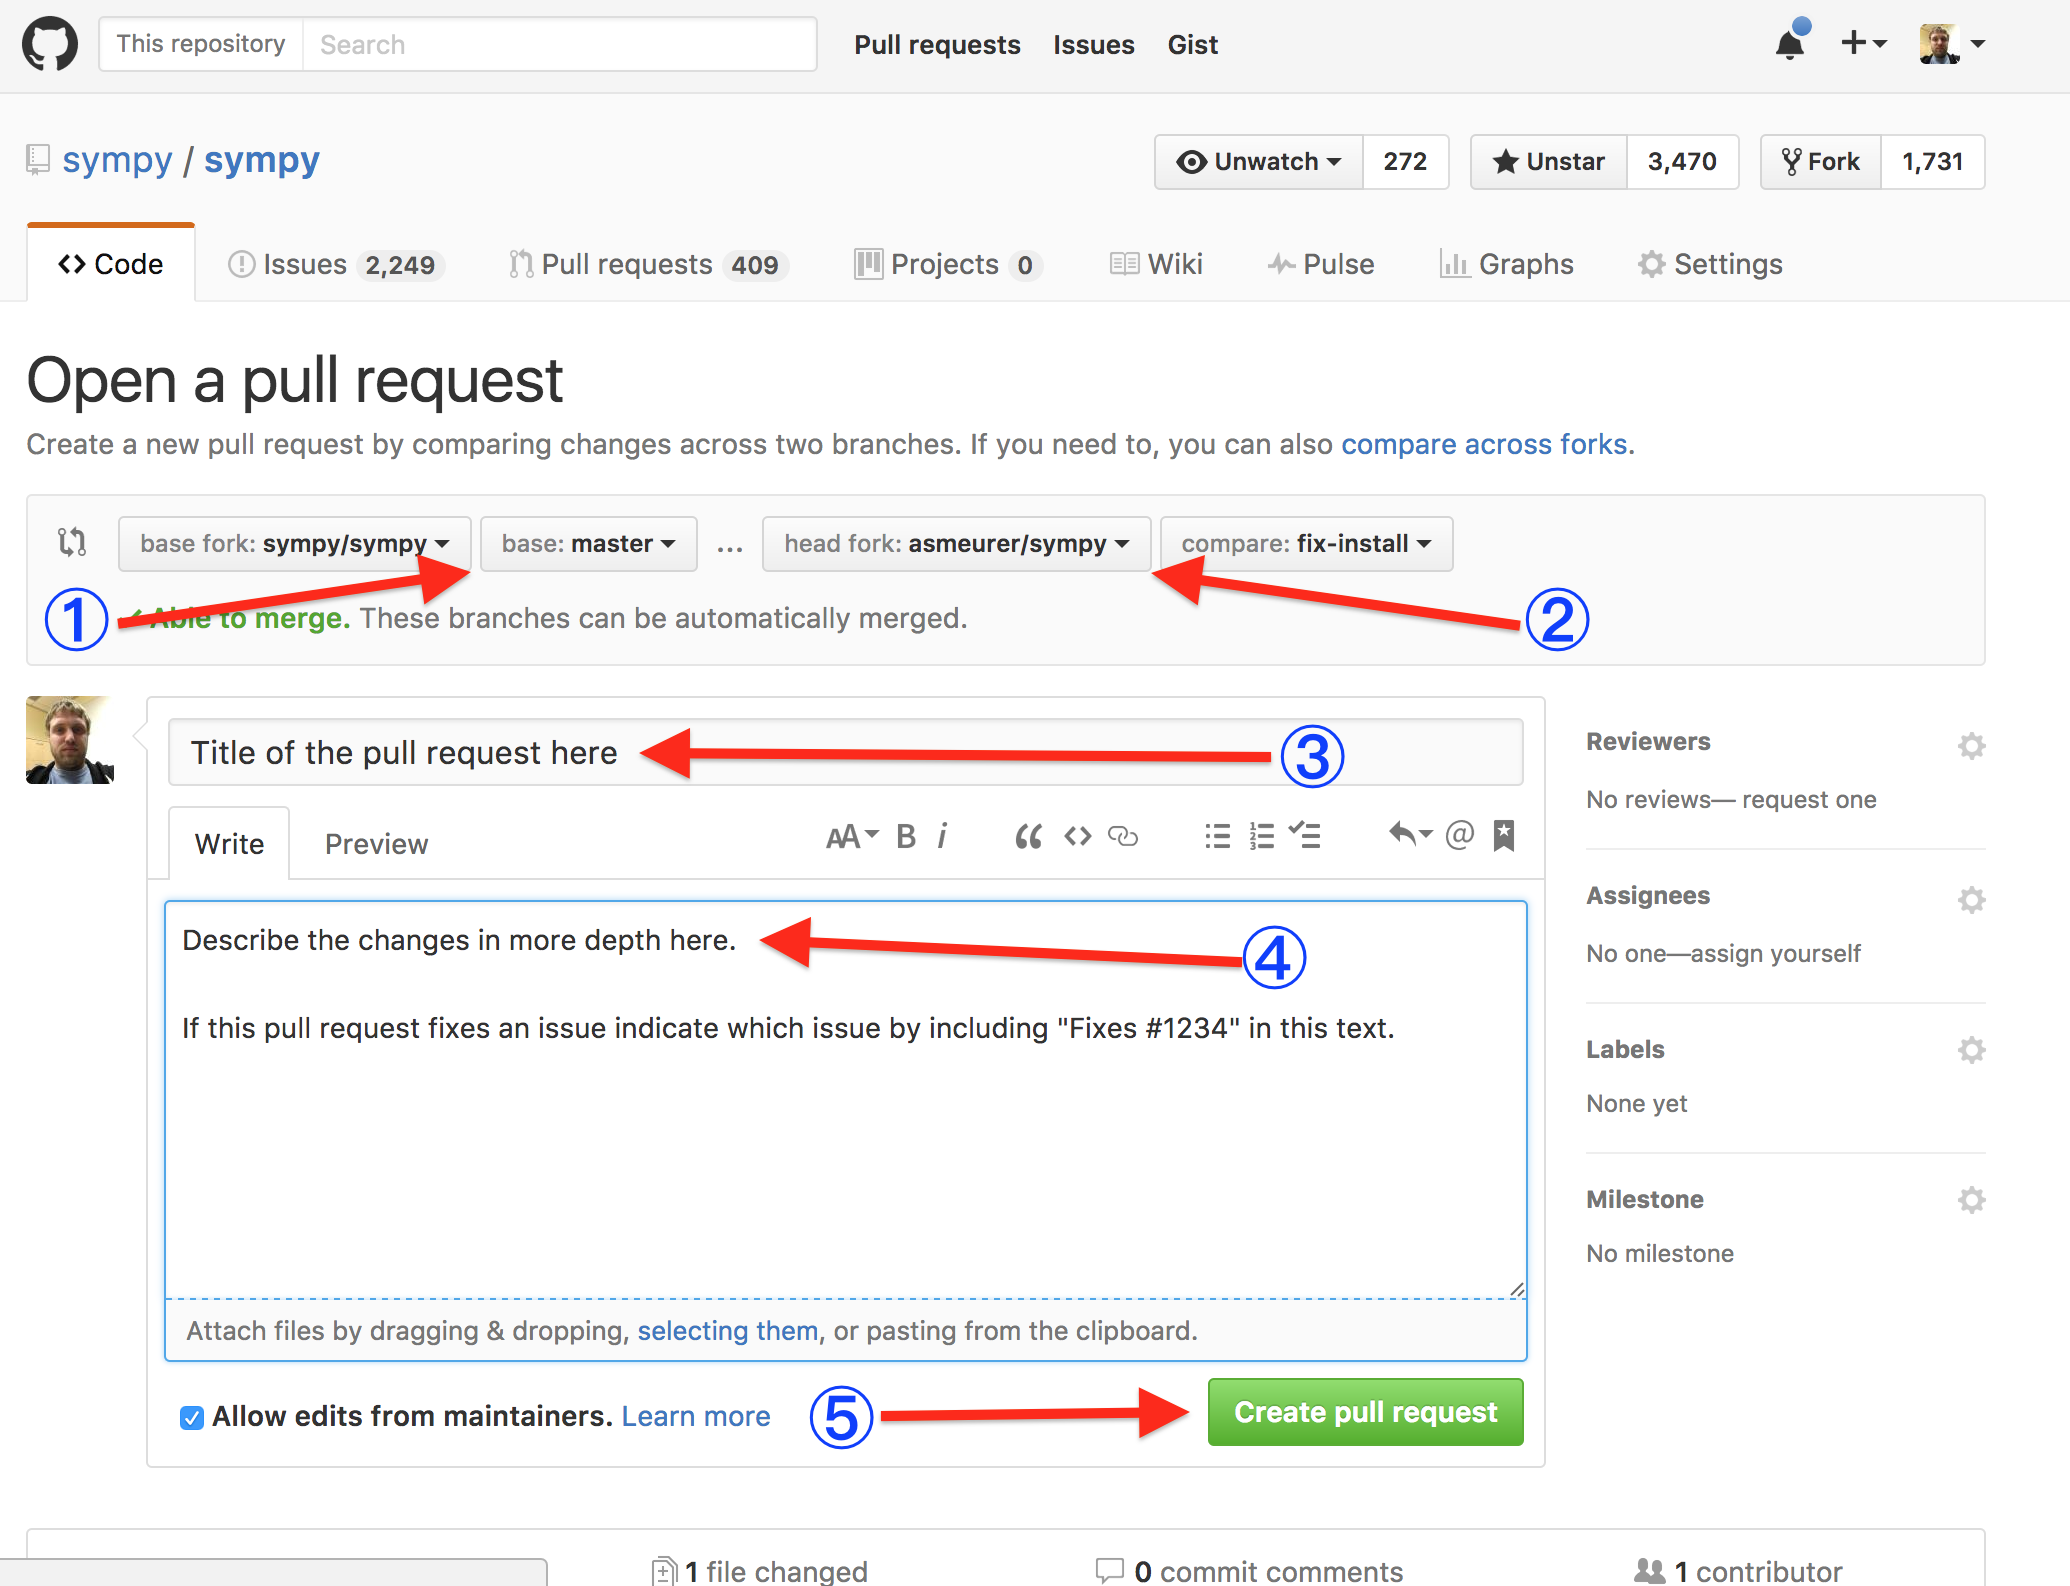 This repository Search Pull requests Issues Gist
sympy / sympy Unwatch 272 Unstar 3,470 Fork 1,731
Code Issues 2,249 Pull requests 409 Projects 0 Wiki Pulse Graphs Settings
Open a pull request
Create a new pull request by comparing changes across two branches. If you need to, you can also compare across forks.
base fork: sympy/sympy base: master ... head fork: asmeurer/sympy compare: fix-install
① Able to merge. These branches can be automatically merged. ②
Title of the pull request here ③
Reviewers
No reviews— request one
Write Preview AA B i “ <> @
Assignees
No one—assign yourself
Describe the changes in more depth here. ④
If this pull request fixes an issue indicate which issue by including "Fixes #1234" in this text.
Labels
None yet
Milestone
No milestone
Attach files by dragging & dropping, selecting them, or pasting from the clipboard.
Allow edits from maintainers. Learn more ⑤ Create pull request
1 file changed 0 commit comments 1 contributor